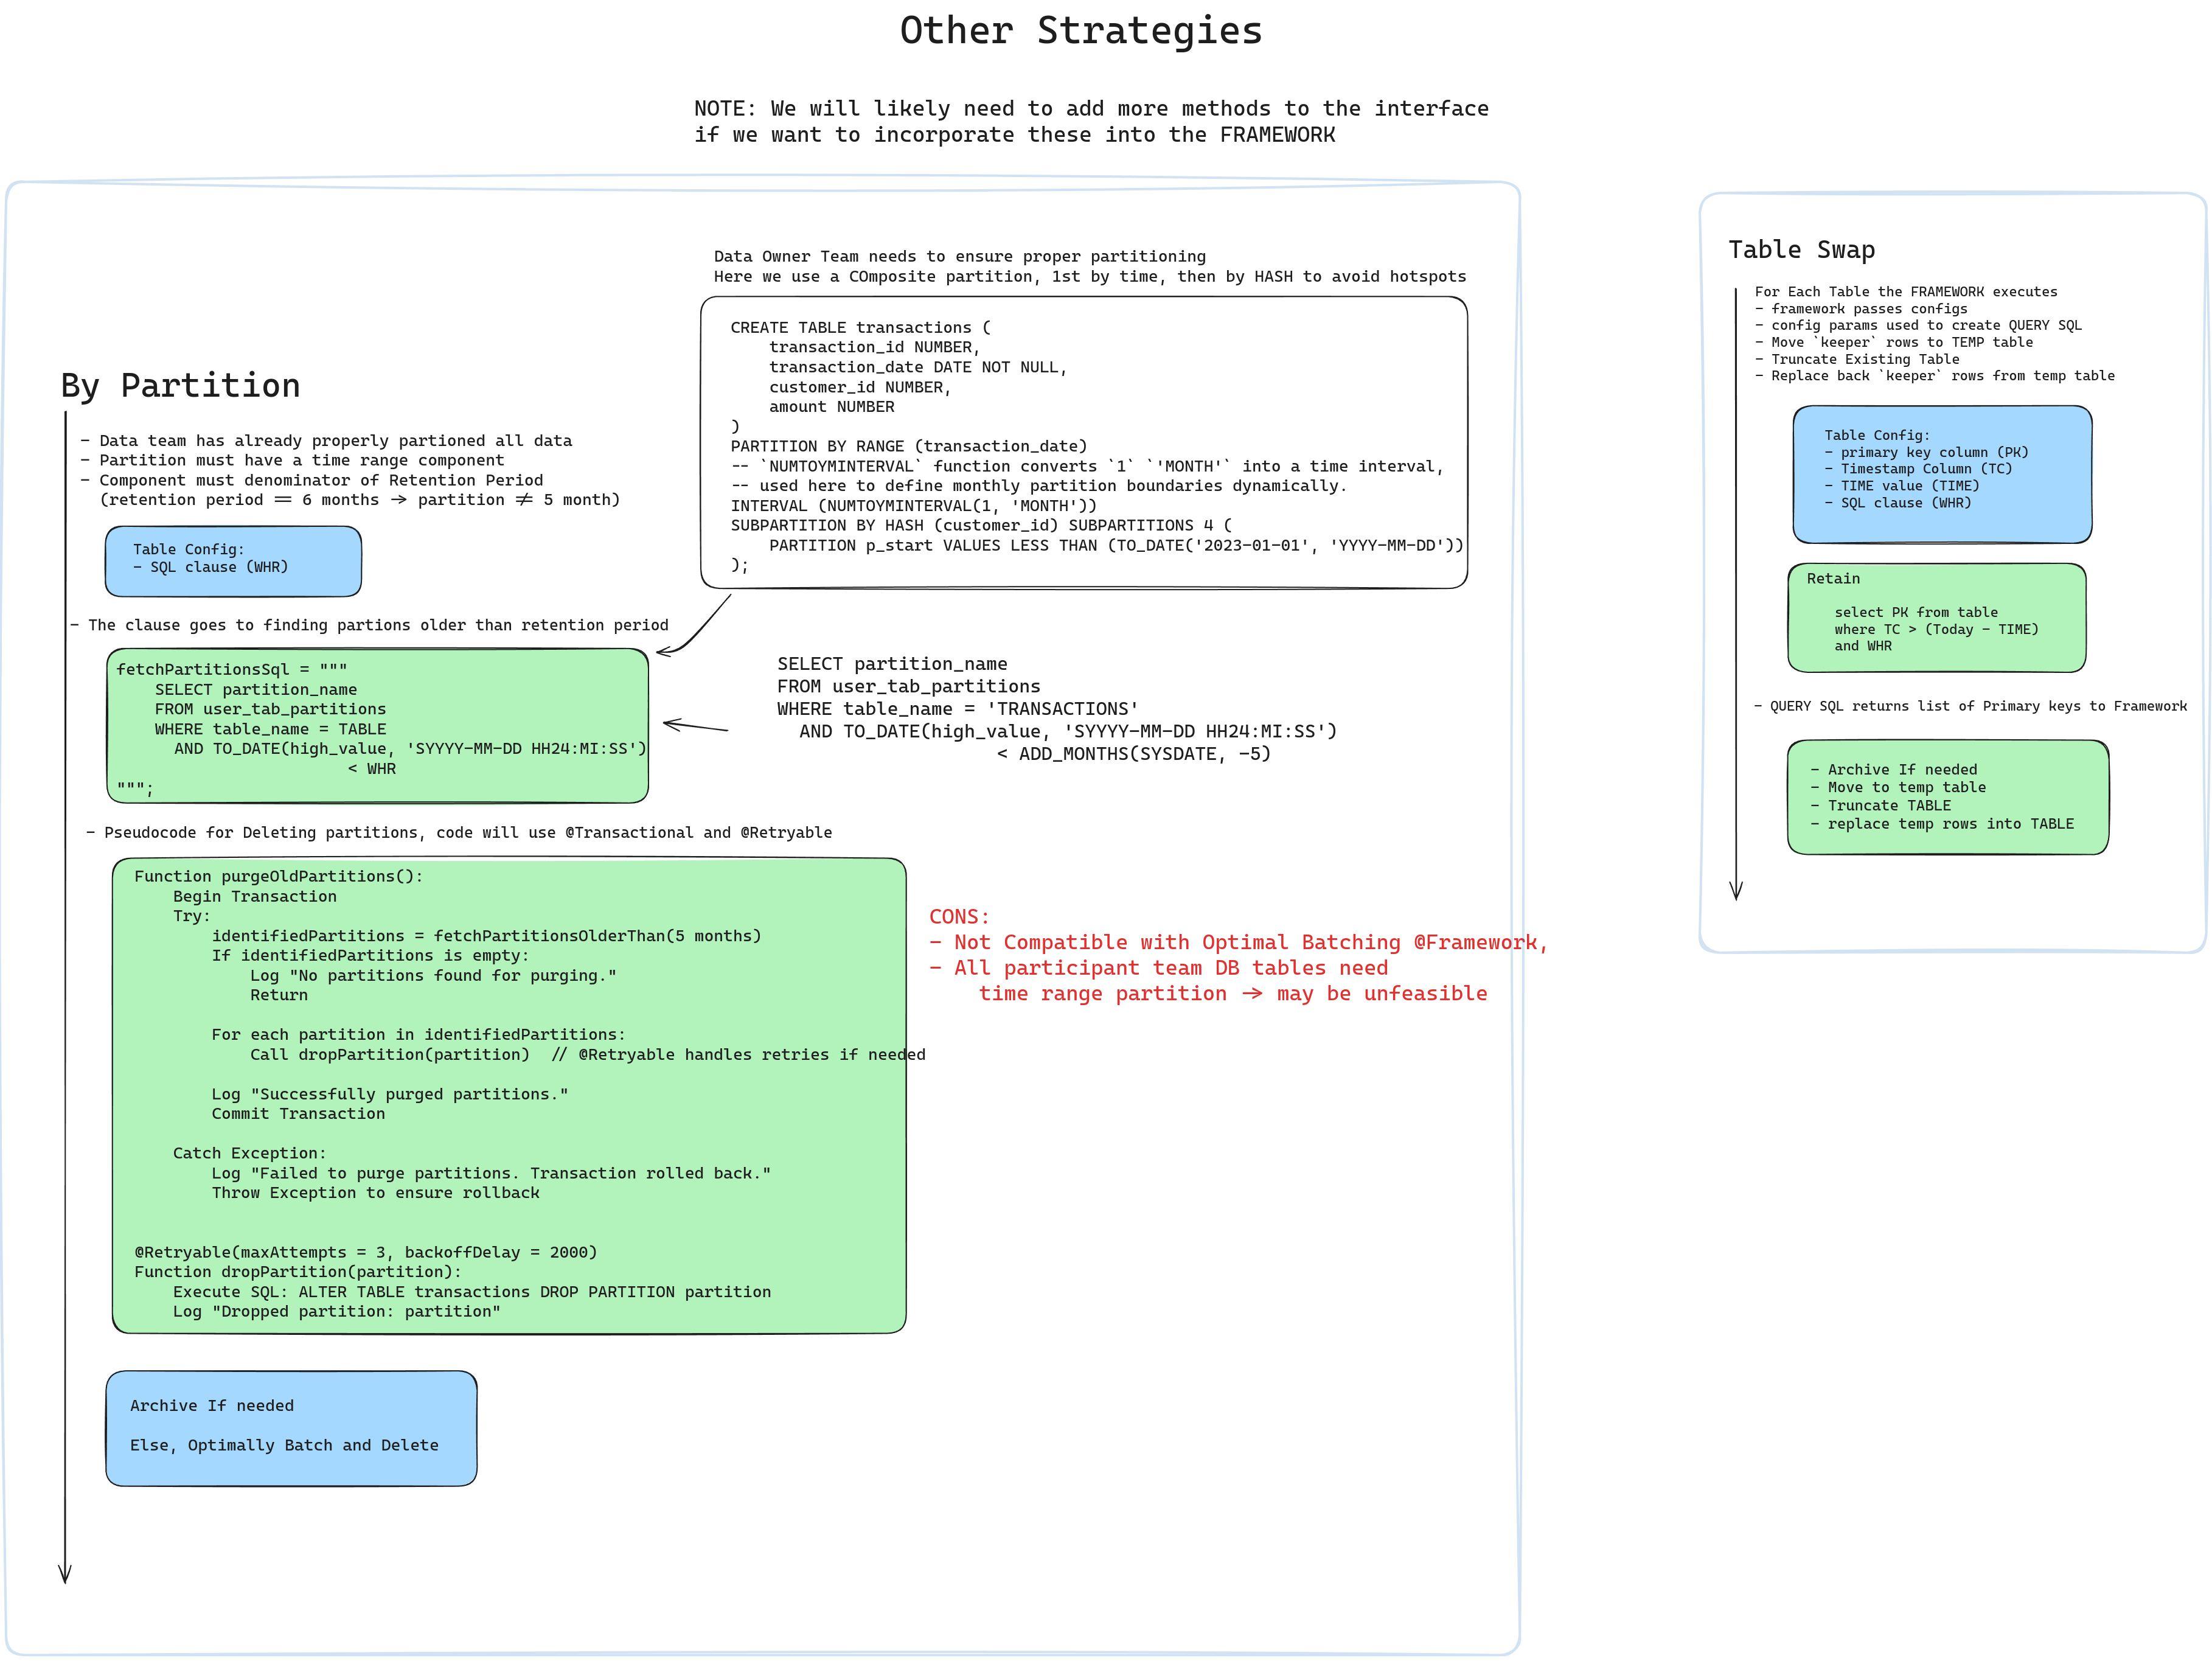 Other Strategies
NOTE: We will likely need to add more methods to the interface
if we want to incorporate these into the FRAMEWORK
By Partition
- Data team has already properly partioned all data
- Partition must have a time range component
- Component must denominator of Retention Period
(retention period == 6 months -> partition != 5 month)
Table Config:
- SQL clause (WHR)
- The clause goes to finding partions older than retention period
fetchPartitionsSql = """
SELECT partition_name
FROM user_tab_partitions
WHERE table_name = TABLE
AND TO_DATE(high_value, 'SYYYY-MM-DD HH24:MI:SS')
< WHR
""";
Data Owner Team needs to ensure proper partitioning
Here we use a COmposite partition, 1st by time, then by HASH to avoid hotspots
CREATE TABLE transactions (
transaction_id NUMBER,
transaction_date DATE NOT NULL,
customer_id NUMBER,
amount NUMBER
)
PARTITION BY RANGE (transaction_date)
-- `NUMTOYMINTERVAL` function converts `1` `'MONTH'` into a time interval,
-- used here to define monthly partition boundaries dynamically.
INTERVAL (NUMTOYMINTERVAL(1, 'MONTH'))
SUBPARTITION BY HASH (customer_id) SUBPARTITIONS 4 (
PARTITION p_start VALUES LESS THAN (TO_DATE('2023-01-01', 'YYYY-MM-DD'))
);
SELECT partition_name
FROM user_tab_partitions
WHERE table_name = 'TRANSACTIONS'
AND TO_DATE(high_value, 'SYYYY-MM-DD HH24:MI:SS')
< ADD_MONTHS(SYSDATE, -5)
- Pseudocode for Deleting partitions, code will use @Transactional and @Retryable
Function purgeOldPartitions():
Begin Transaction
Try:
identifiedPartitions = fetchPartitionsOlderThan(5 months)
If identifiedPartitions is empty:
Log "No partitions found for purging."
Return
For each partition in identifiedPartitions:
Call dropPartition(partition)  // @Retryable handles retries if needed
Log "Successfully purged partitions."
Commit Transaction
Catch Exception:
Log "Failed to purge partitions. Transaction rolled back."
Throw Exception to ensure rollback
@Retryable(maxAttempts = 3, backoffDelay = 2000)
Function dropPartition(partition):
Execute SQL: ALTER TABLE transactions DROP PARTITION partition
Log "Dropped partition: partition"
CONS:
- Not Compatible with Optimal Batching @Framework,
- All participant team DB tables need
time range partition -> may be unfeasible
Archive If needed
Else, Optimally Batch and Delete
Table Swap
For Each Table the FRAMEWORK executes
- framework passes configs
- config params used to create QUERY SQL
- Move `keeper` rows to TEMP table
- Truncate Existing Table
- Replace back `keeper` rows from temp table
Table Config:
- primary key column (PK)
- Timestamp Column (TC)
- TIME value (TIME)
- SQL clause (WHR)
Retain
select PK from table
where TC > (Today - TIME)
and WHR
- QUERY SQL returns list of Primary keys to Framework
- Archive If needed
- Move to temp table
- Truncate TABLE
- replace temp rows into TABLE